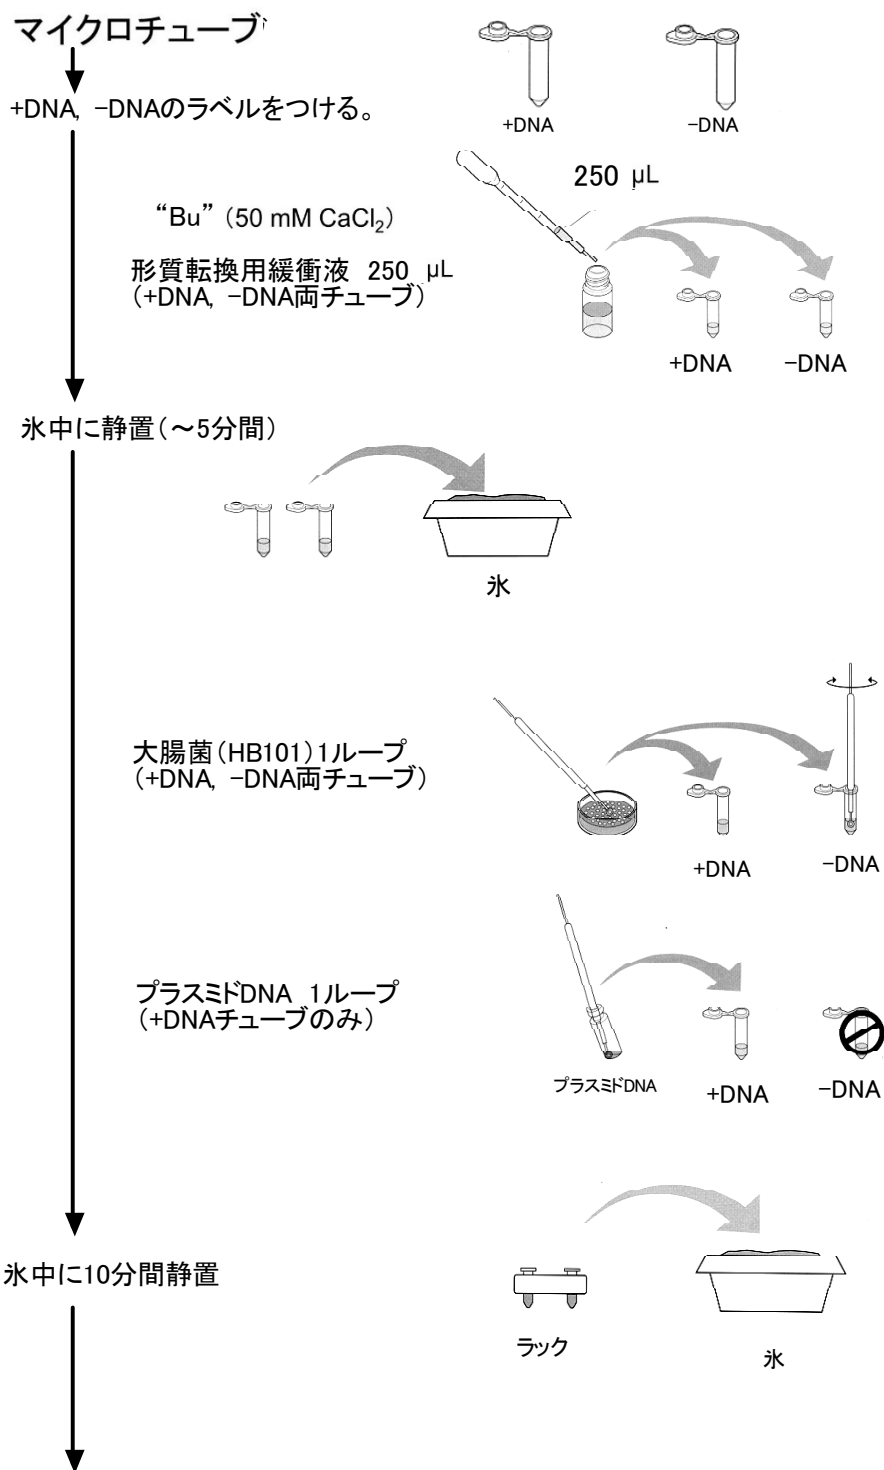 マイクロチューブ
+DNA, -DNAのラベルをつける。
+DNA
-DNA
250 µL
“Bu” (50 mM CaCl₂)
形質転換用緩衝液 250 µL
(+DNA, -DNA両チューブ)
+DNA
-DNA
氷中に静置(～5分間)
氷
大腸菌(HB101)1ループ
(+DNA, -DNA両チューブ)
+DNA
-DNA
プラスミドDNA 1ループ
(+DNAチューブのみ)
プラスミドDNA
+DNA
-DNA
氷中に10分間静置
ラック
氷